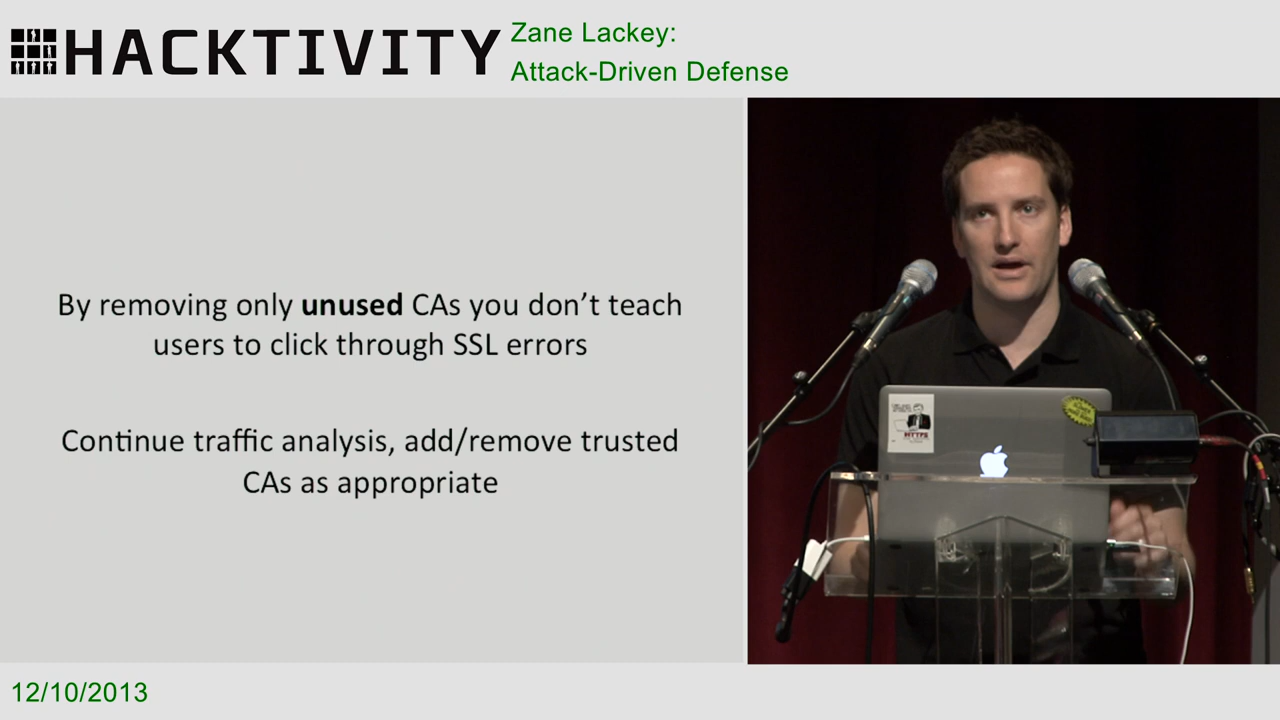 HACKTIVITY
Zane Lackey:
Attack-Driven Defense
By removing only unused CAs you don’t teach
users to click through SSL errors
Continue traffic analysis, add/remove trusted
CAs as appropriate
HTTPS
12/10/2013